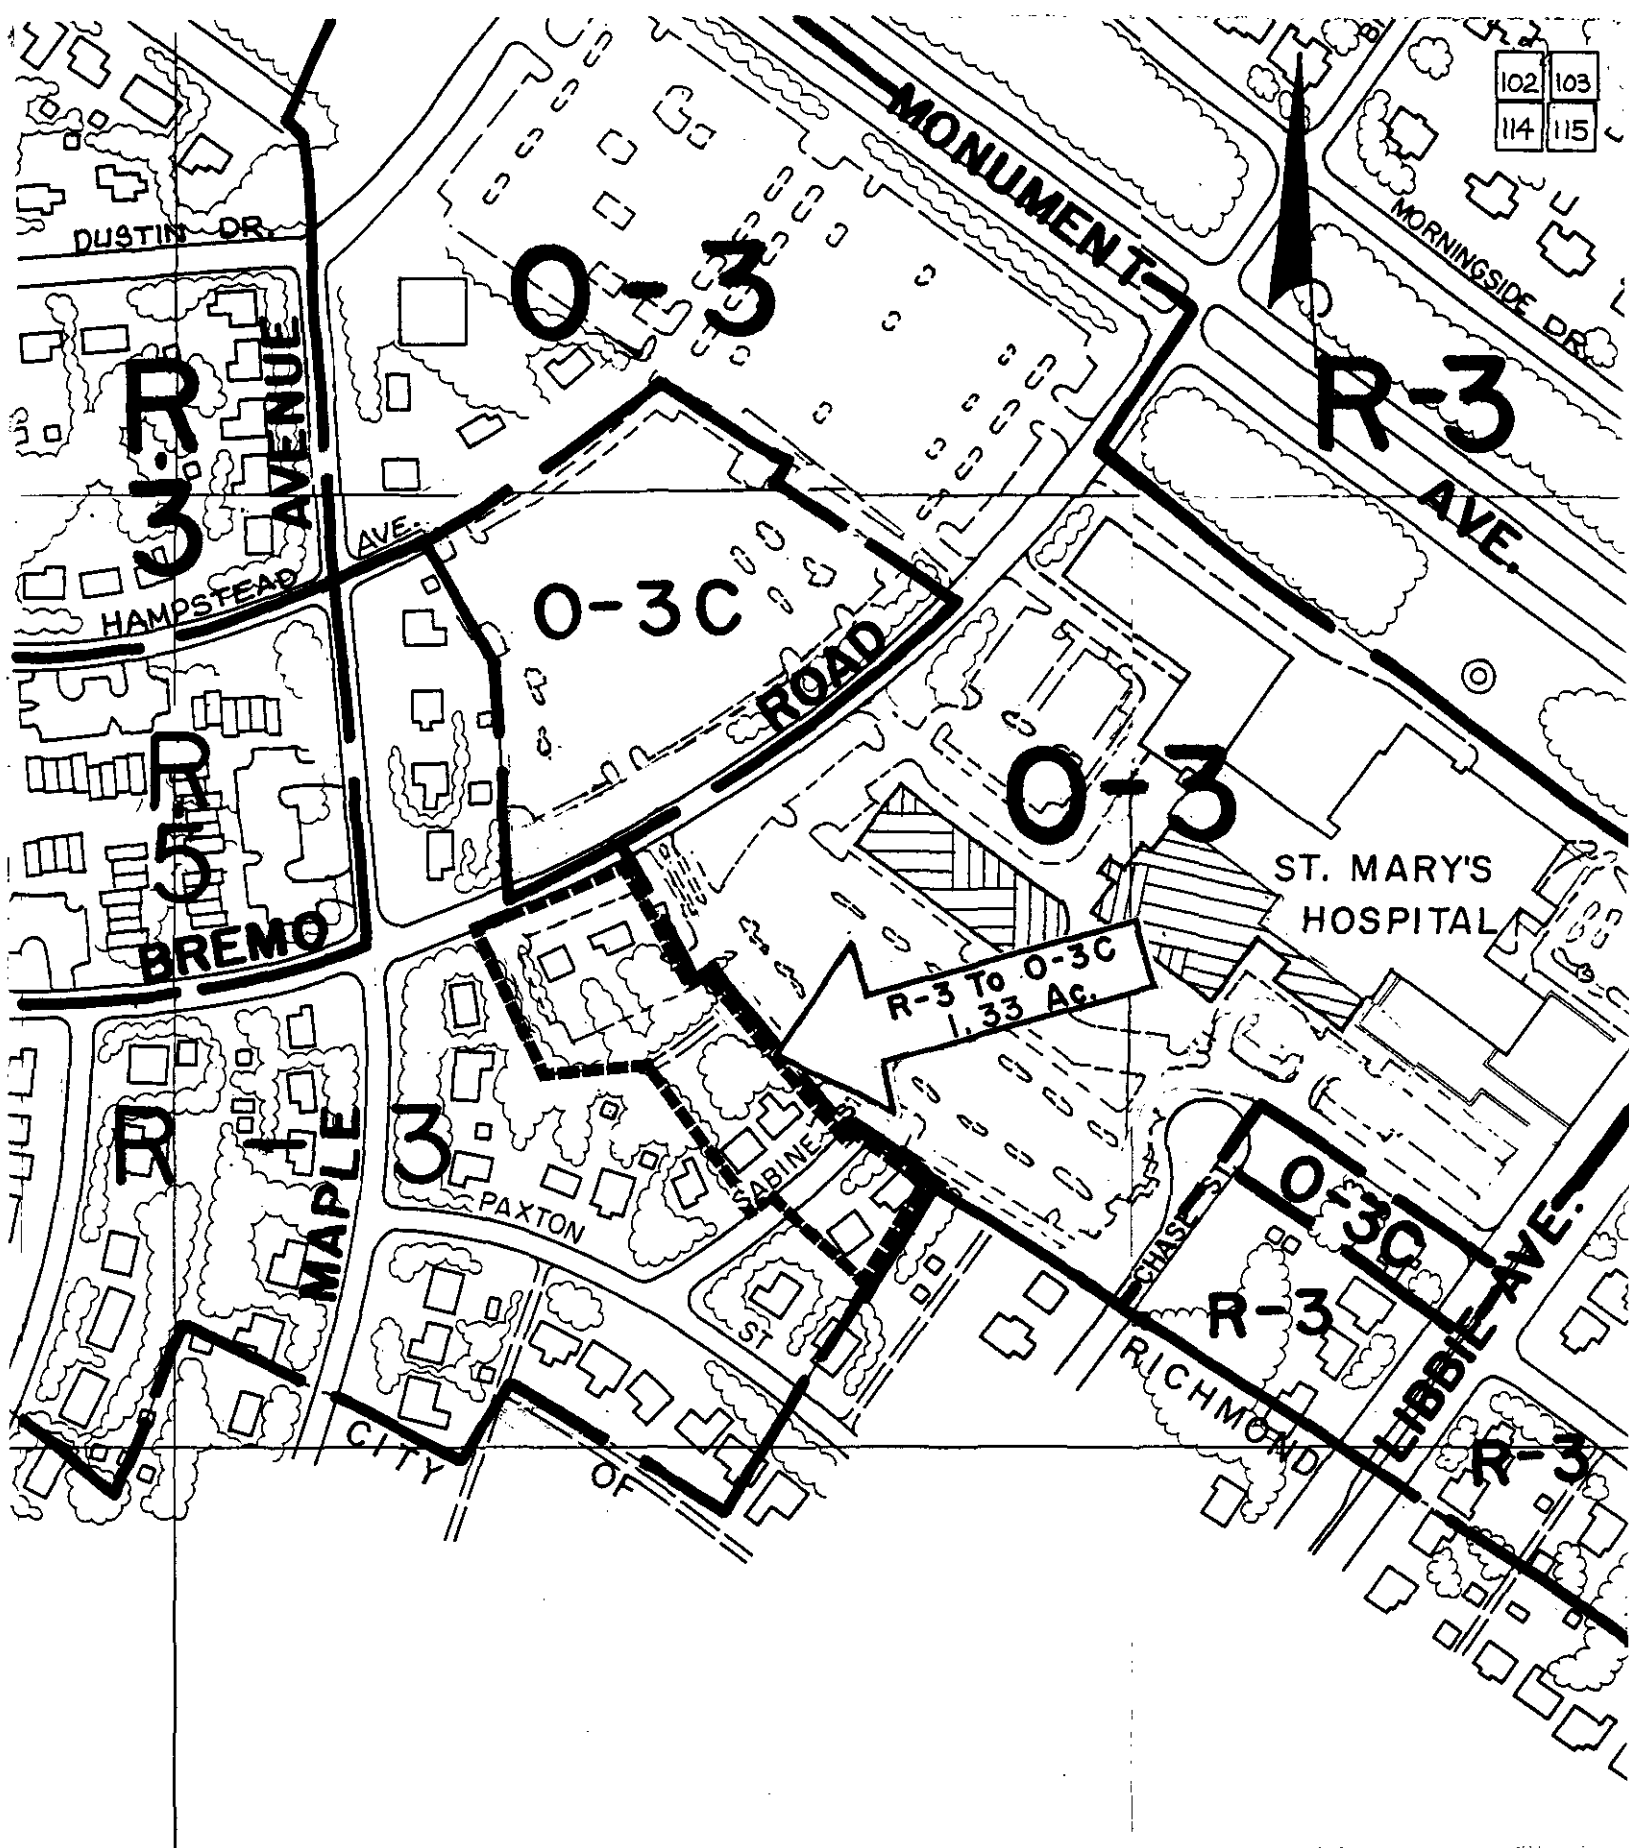 102 103
114 115
MONUMENT
MORNINGSIDE DR.
DUSTIN DR.
O-3
R-3
AVENUE
R-3
AVE.
AVE.
HAMPSTEAD
O-3C
ROAD
R
5
O-3
ST. MARY'S
HOSPITAL
BREMO
R-3 To O-3C
1.33 Ac.
R - 3
MAPLE
SABINE
PAXTON
ST
CHASE ST.
O-3C
R-3
LIBBIE AVE.
RICHMOND
CITY
OF
R-3